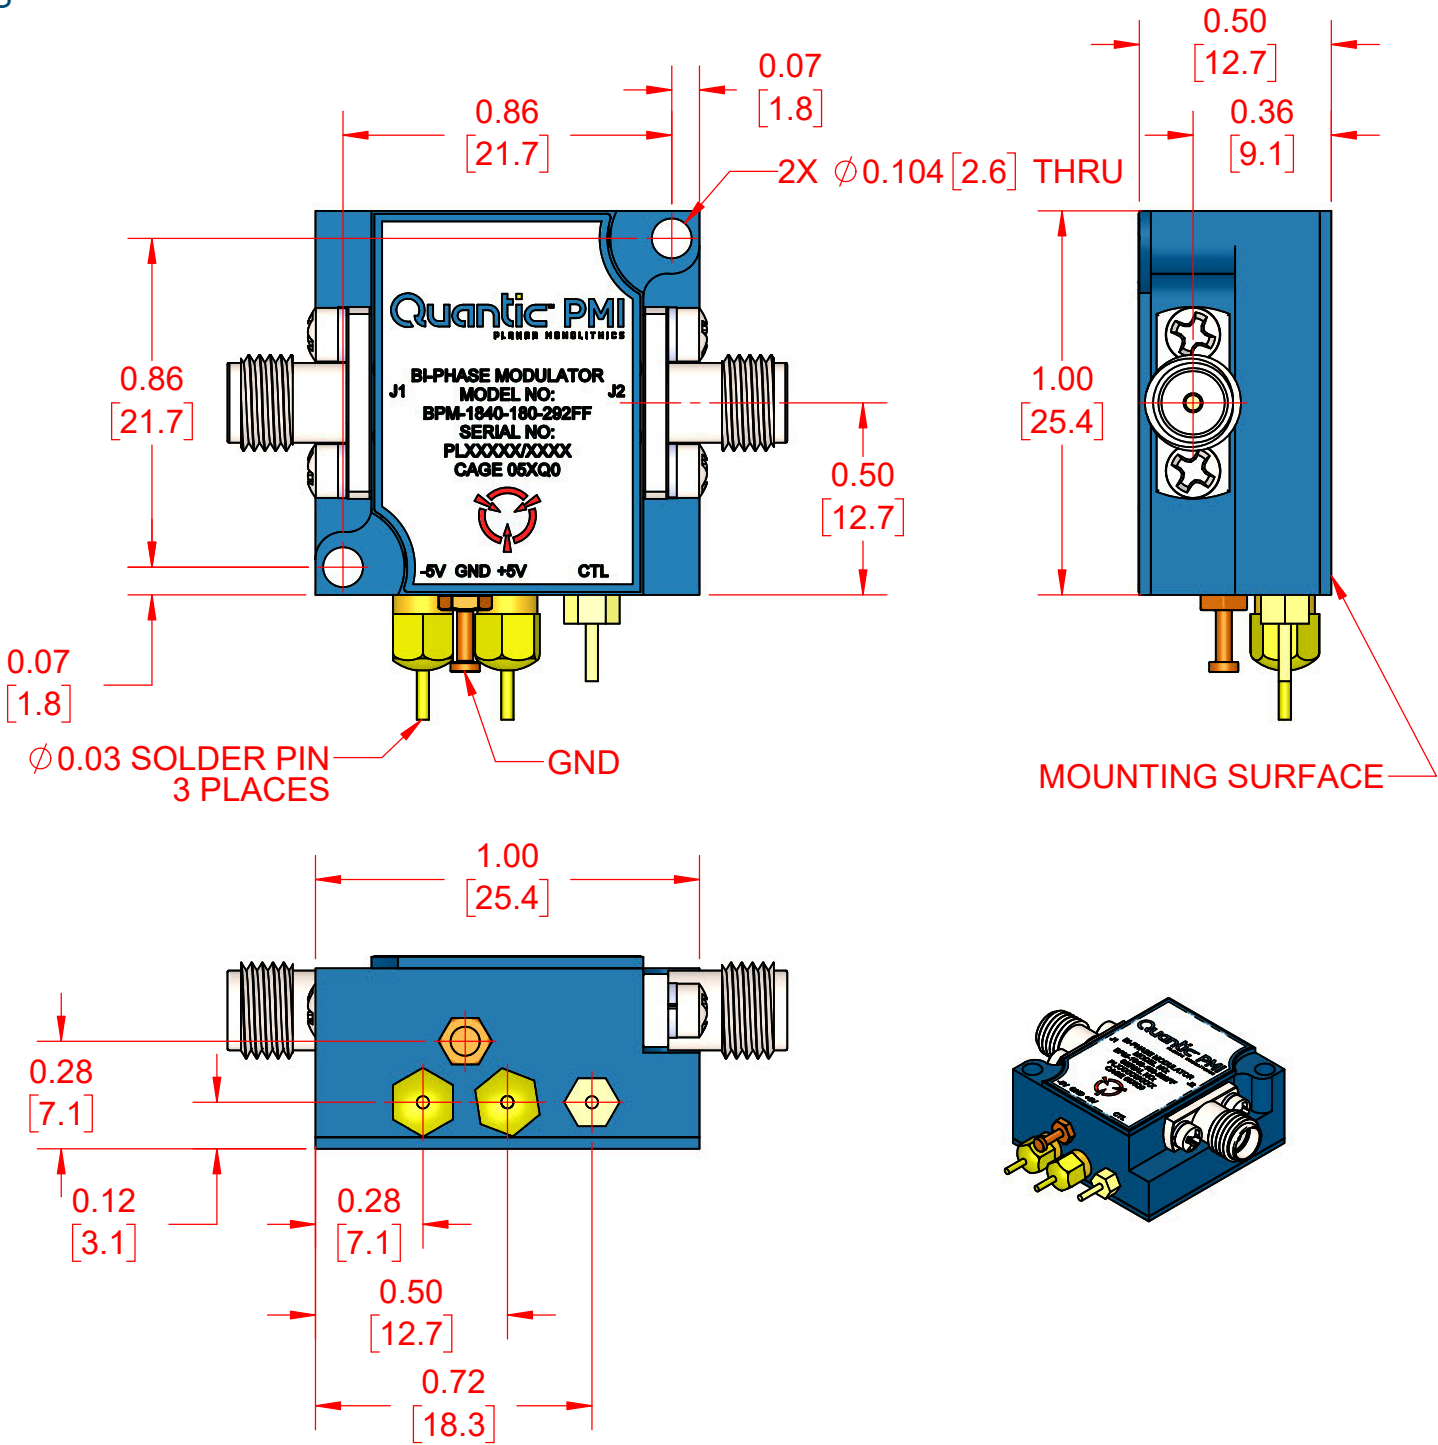 0.50
[12.7]
0.07
[1.8]
0.86
[21.7]
0.36
[9.1]
2X ∅0.104 [2.6] THRU
Quantic PMI
PLANAR MONOLITHICS
BI-PHASE MODULATOR
J1 MODEL NO: J2
BPM-1840-180-292FF
SERIAL NO:
PLXXXXX/XXXX
CAGE 05XQ0
-5V GND +5V CTL
0.86
[21.7]
1.00
[25.4]
0.50
[12.7]
0.07
[1.8]
∅0.03 SOLDER PIN
3 PLACES
GND
MOUNTING SURFACE
1.00
[25.4]
0.28
[7.1]
0.12
[3.1]
0.28
[7.1]
0.50
[12.7]
0.72
[18.3]
Quantic PMI